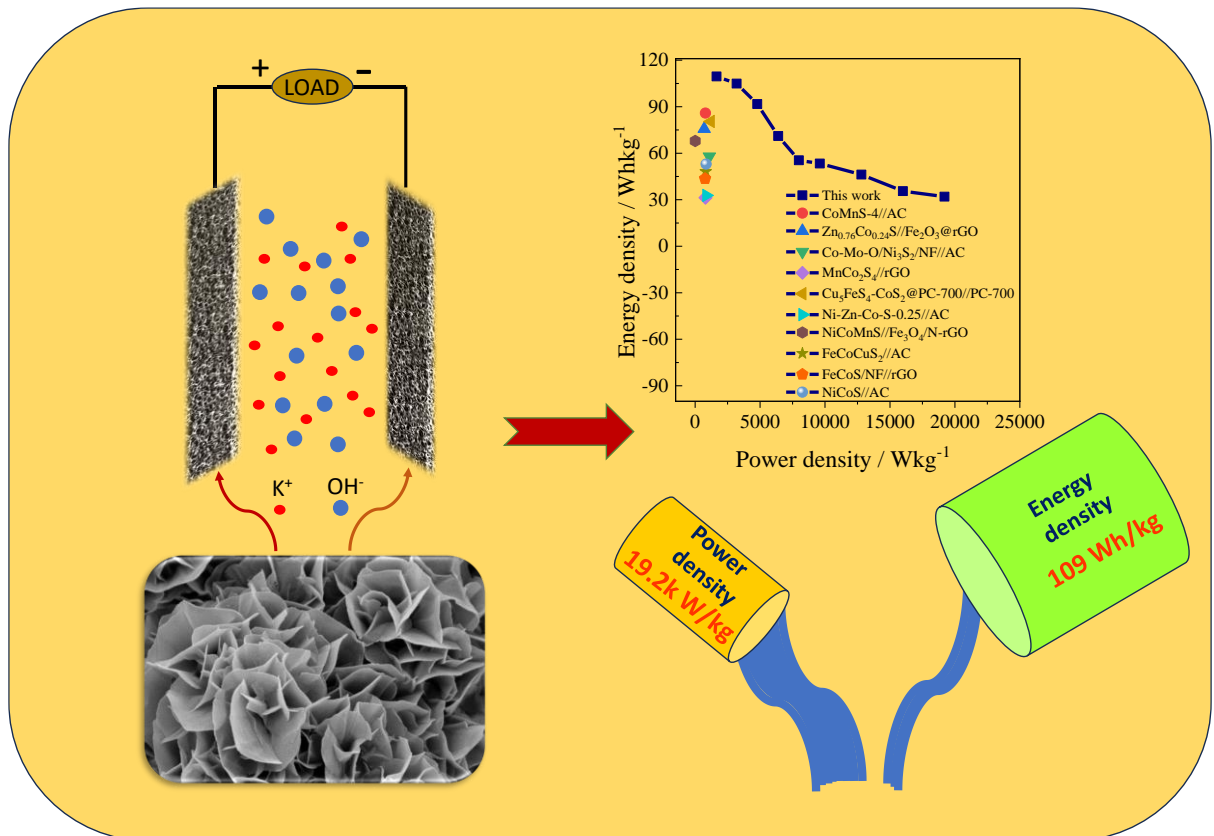 + −
LOAD
K⁺ OH⁻
Energy density / Whkg⁻¹
120
90
60
30
0
-30
-60
-90
This work
CoMnS-4//AC
Zn₀.₇₆Co₀.₂₄S//Fe₂O₃@rGO
Co-Mo-O/Ni₃S₂/NF//AC
MnCo₂S₄//rGO
Cu₅FeS₄-CoS₂@PC-700//PC-700
Ni-Zn-Co-S-0.25//AC
NiCoMnS//Fe₃O₄/N-rGO
FeCoCuS₂//AC
FeCoS/NF//rGO
NiCoS//AC
0 5000 10000 15000 20000 25000
Power density / Wkg⁻¹
Power
density
19.2k W/kg
Energy
density
109 Wh/kg